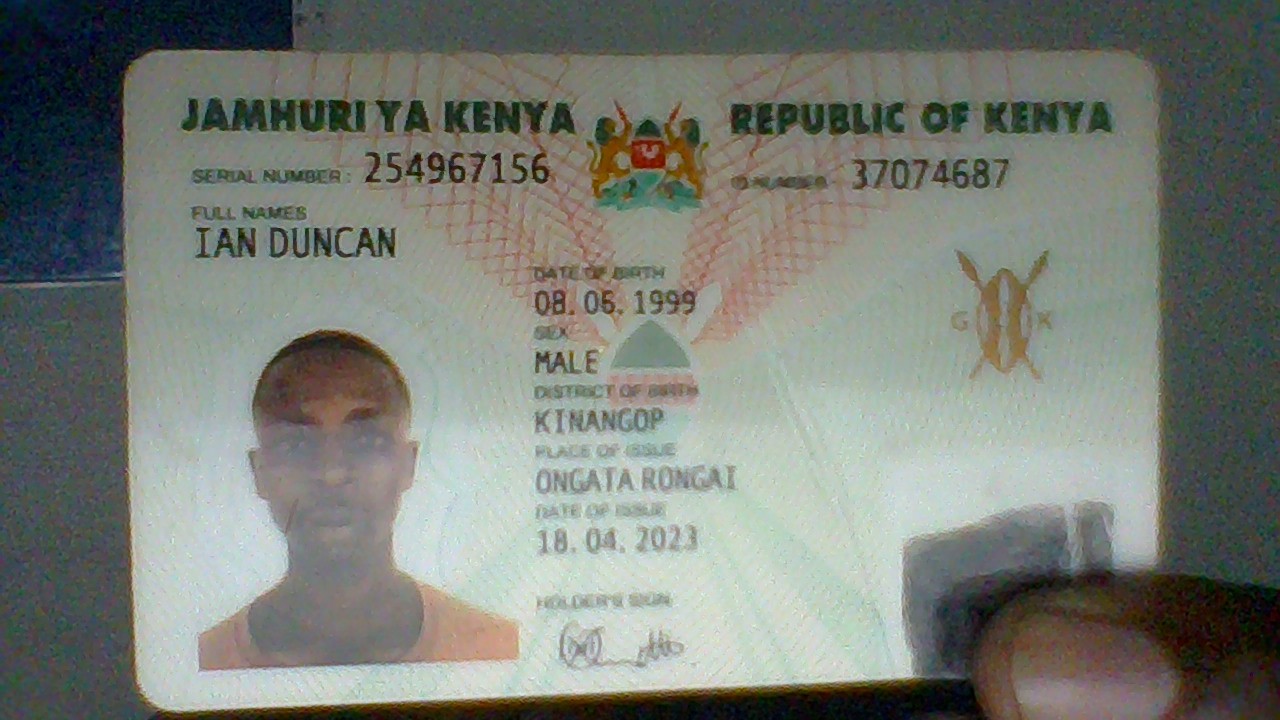 JAMHURI YA KENYA
REPUBLIC OF KENYA
SERIAL NUMBER: 254967156
ID NUMBER 37074687
FULL NAMES
IAN DUNCAN
DATE OF BIRTH
08. 06. 1999
SEX
MALE
DISTRICT OF BIRTH
KINANGOP
PLACE OF ISSUE
ONGATA RONGAI
DATE OF ISSUE
18. 04. 2023
HOLDER'S SIGN
G K